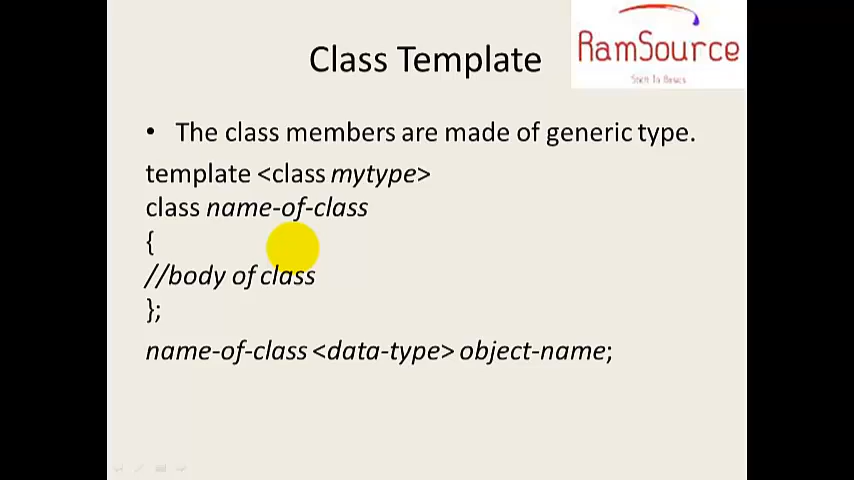 RamSource
Class Template
• The class members are made of generic type.
template <class mytype>
class name-of-class
{
//body of class
};
name-of-class <data-type> object-name;